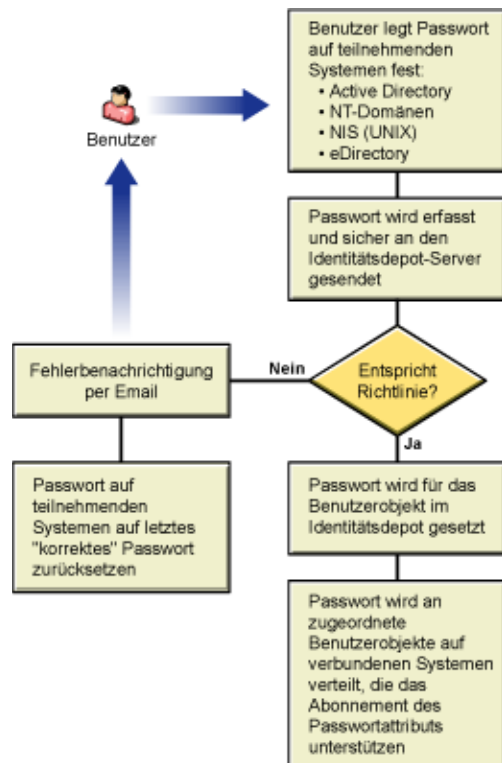 Benutzer legt Passwort
auf teilnehmenden
Systemen fest:
• Active Directory
• NT-Domänen
• NIS (UNIX)
• eDirectory
Benutzer
Passwort wird erfasst
und sicher an den
Identitätsdepot-Server
gesendet
Fehlerbenachrichtigung
per Email
Nein
Entspricht
Richtlinie?
Ja
Passwort auf
teilnehmenden
Systemen auf letztes
"korrektes" Passwort
zurücksetzen
Passwort wird für das
Benutzerobjekt im
Identitätsdepot gesetzt
Passwort wird an
zugeordnete
Benutzerobjekte auf
verbundenen Systemen
verteilt, die das
Abonnement des
Passwortattributs
unterstützen